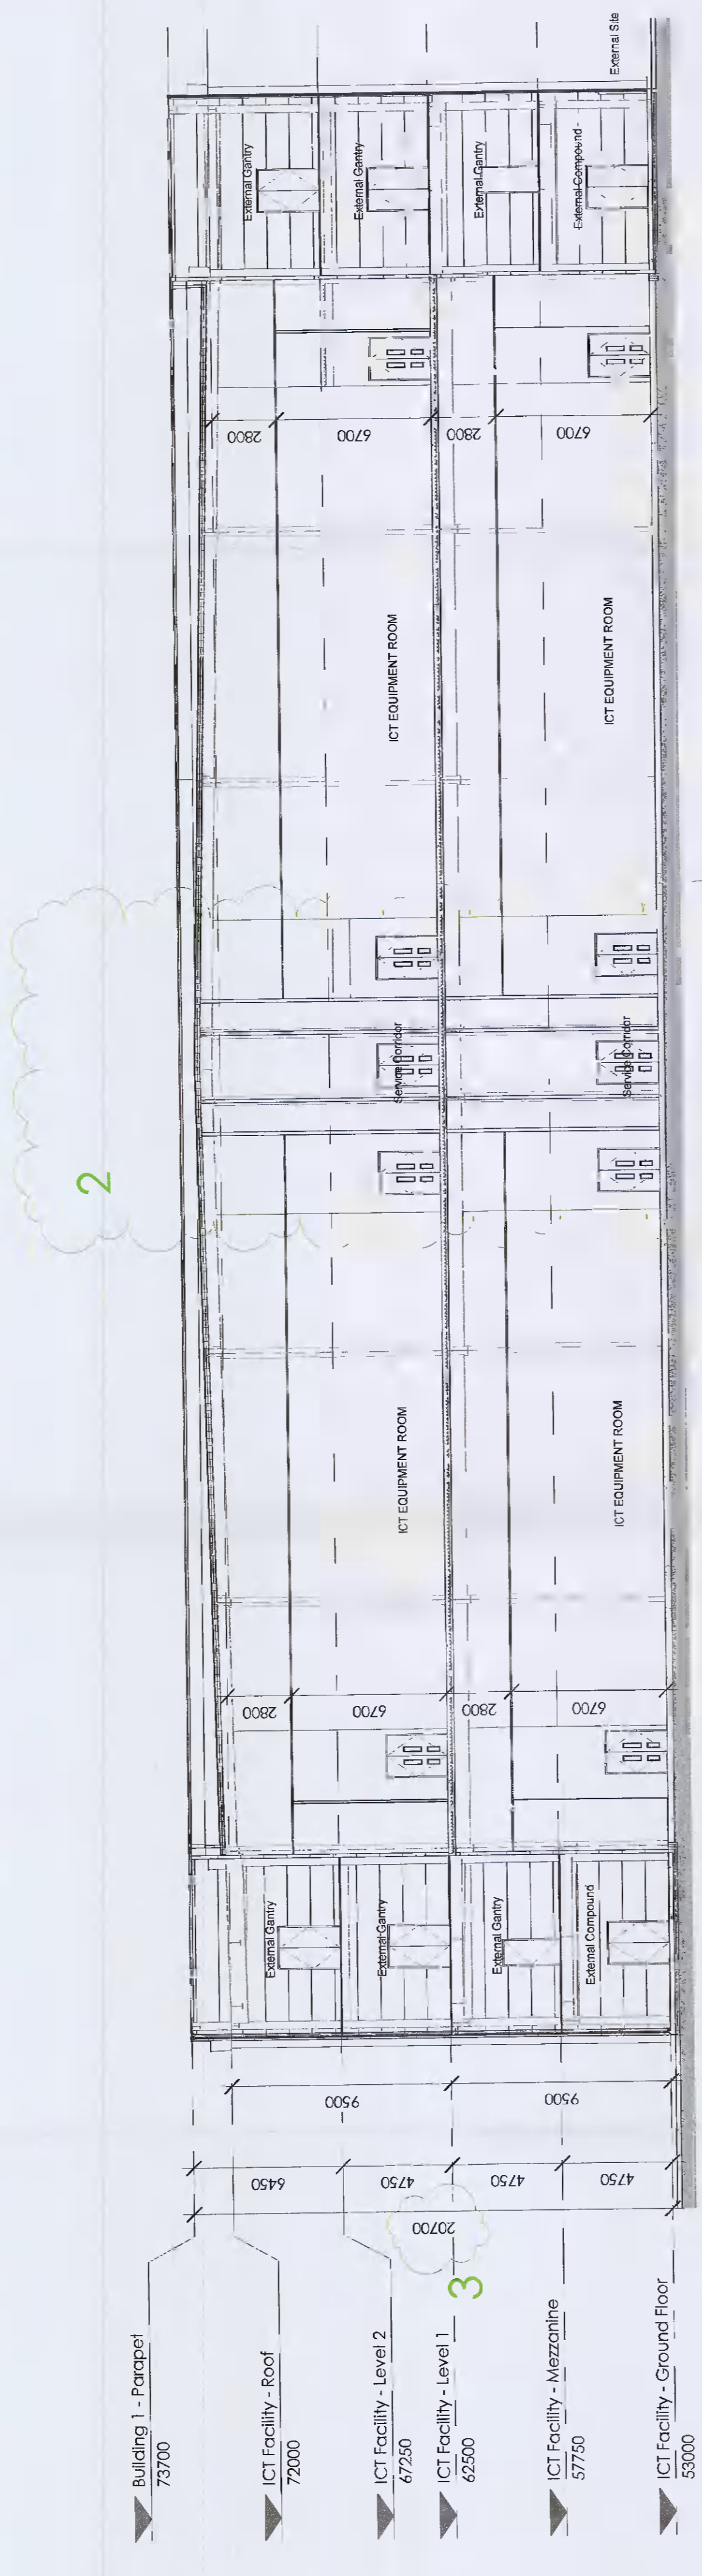 External Site
External Gantry
External Gantry
External Gantry
External Compound
2800
6700
2800
6700
ICT EQUIPMENT ROOM
ICT EQUIPMENT ROOM
Service Corridor
Service Corridor
2
ICT EQUIPMENT ROOM
ICT EQUIPMENT ROOM
2800
6700
2800
6700
External Gantry
External Gantry
External Gantry
External Compound
9500
9500
6450
4750
4750
4750
20700
3
Building 1 - Parapet
73700
ICT Facility - Roof
72000
ICT Facility - Level 2
67250
ICT Facility - Level 1
62500
ICT Facility - Mezzanine
57750
ICT Facility - Ground Floor
53000